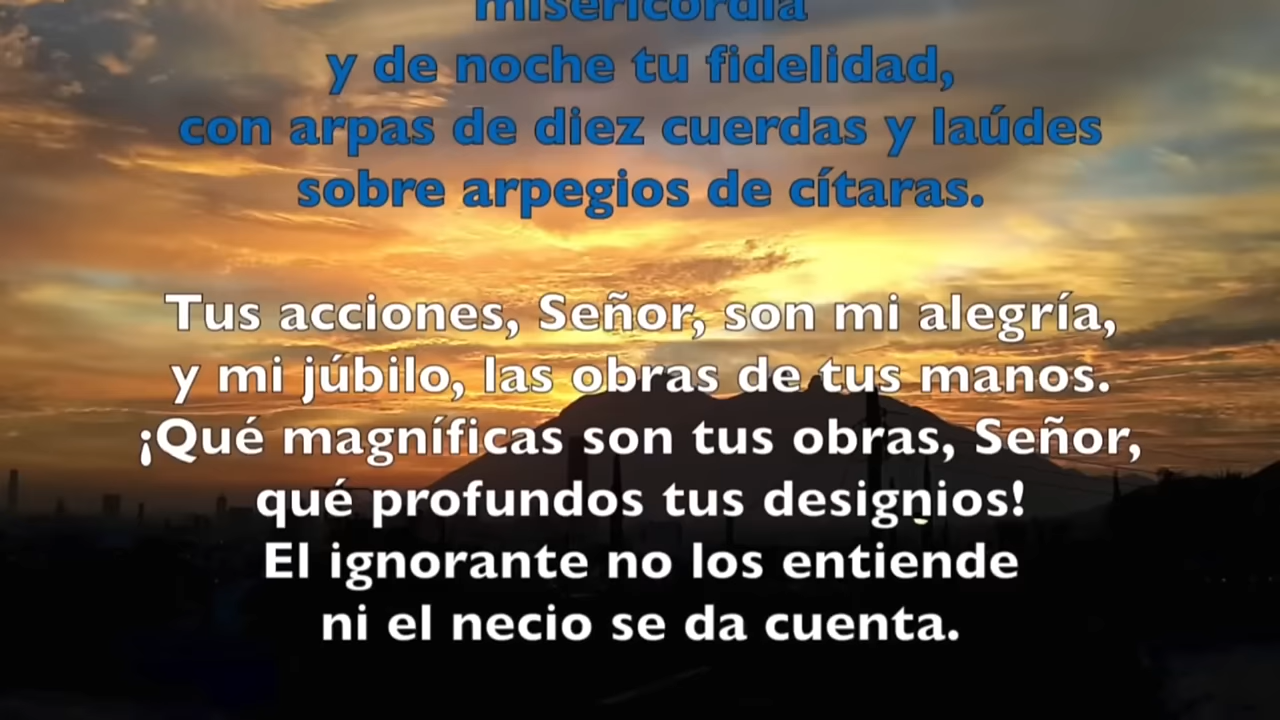 misericordia
y de noche tu fidelidad,
con arpas de diez cuerdas y laúdes
sobre arpegios de cítaras.
Tus acciones, Señor, son mi alegría,
y mi júbilo, las obras de tus manos.
¡Qué magníficas son tus obras, Señor,
qué profundos tus designios!
El ignorante no los entiende
ni el necio se da cuenta.